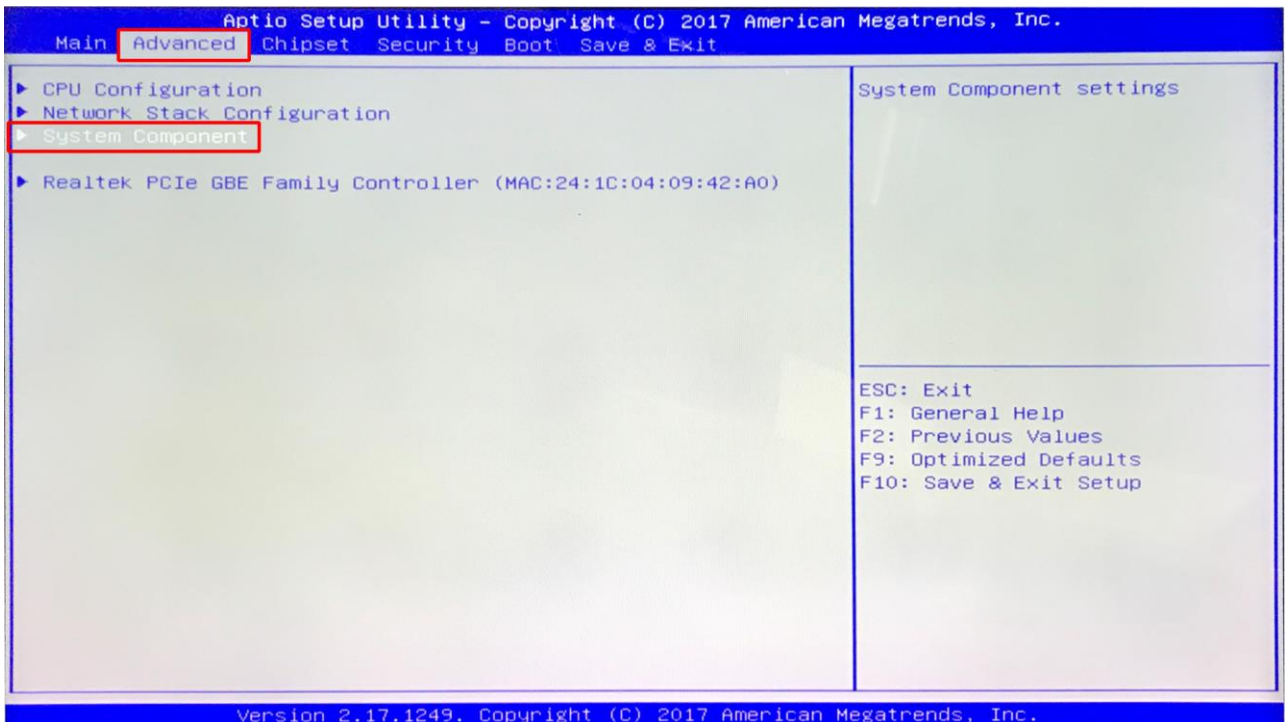 Aptio Setup Utility – Copyright (C) 2017 American Megatrends, Inc.
Main Advanced Chipset Security Boot Save & Exit
▶ CPU Configuration
▶ Network Stack Configuration
▶ System Component
▶ Realtek PCIe GBE Family Controller (MAC:24:1C:04:09:42:A0)
System Component settings
ESC: Exit
F1: General Help
F2: Previous Values
F9: Optimized Defaults
F10: Save & Exit Setup
Version 2.17.1249. Copyright (C) 2017 American Megatrends, Inc.